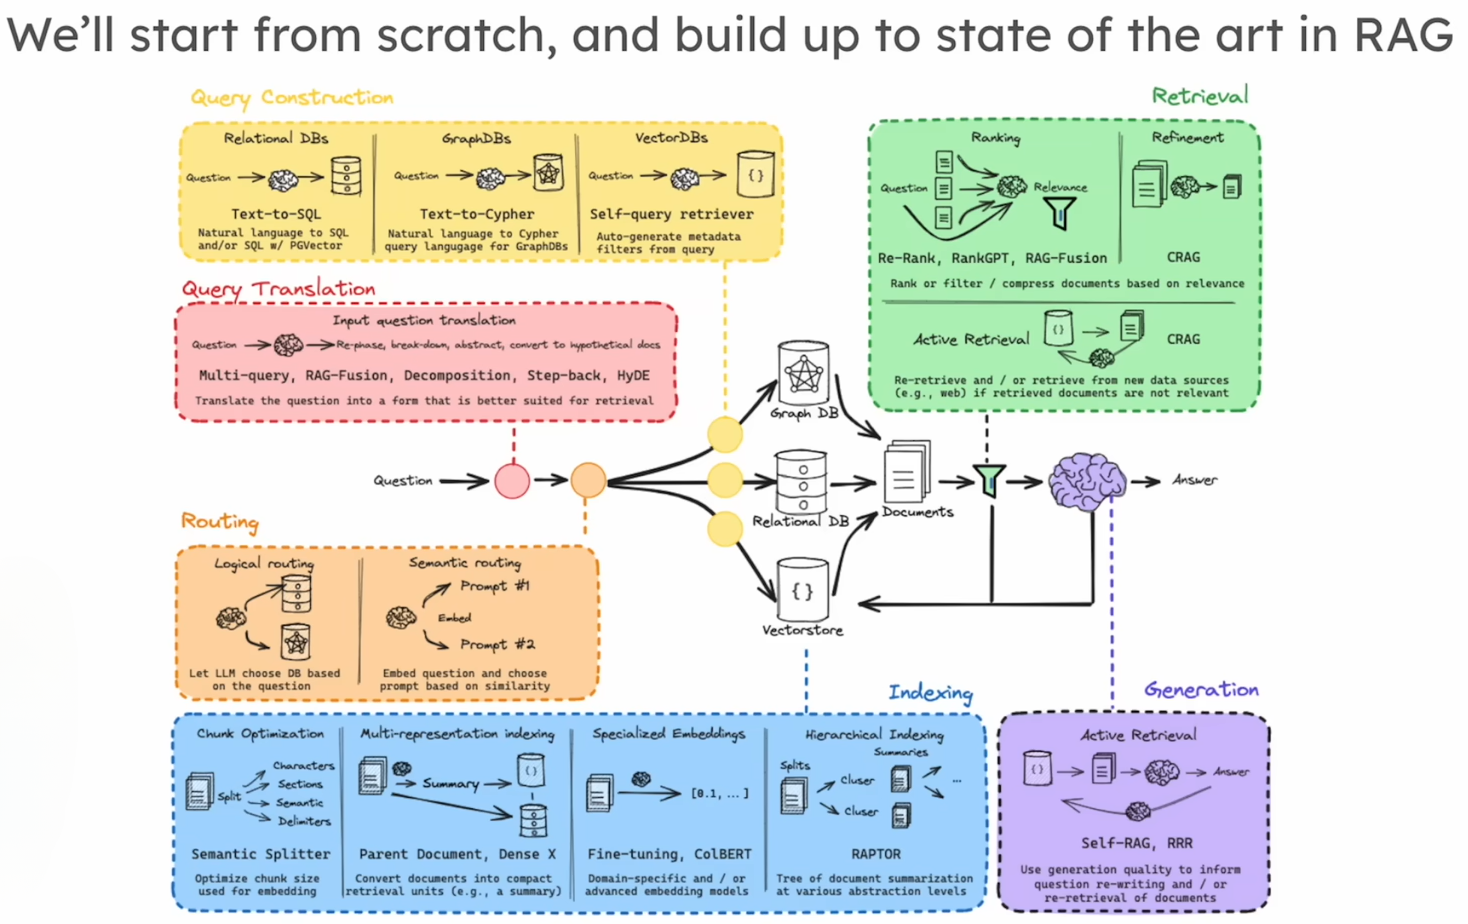 We'll start from scratch, and build up to state of the art in RAG
Query Construction
Relational DBs
Question
Text-to-SQL
Natural language to SQL
and/or SQL w/ PGVector
GraphDBs
Question
Text-to-Cypher
Natural language to Cypher
query langugage for GraphDBs
VectorDBs
Question
{}
Self-query retriever
Auto-generate metadata
filters from query
Retrieval
Ranking
Question
Relevance
Re-Rank, RankGPT, RAG-Fusion
Refinement
CRAG
Rank or filter / compress documents based on relevance
Active Retrieval
{}
CRAG
Re-retrieve and / or retrieve from new data sources
(e.g., web) if retrieved documents are not relevant
Query Translation
Input question translation
Question
Re-phase, break-down, abstract, convert to hypothetical docs
Multi-query, RAG-Fusion, Decomposition, Step-back, HyDE
Translate the question into a form that is better suited for retrieval
Question
Graph DB
Relational DB
{}
Vectorstore
Documents
Answer
Routing
Logical routing
Let LLM choose DB based
on the question
Semantic routing
Prompt #1
Embed
Prompt #2
Embed question and choose
prompt based on similarity
Indexing
Chunk Optimization
Split
Characters
Sections
Semantic
Delimiters
Semantic Splitter
Optimize chunk size
used for embedding
Multi-representation indexing
Summary
{}
Parent Document, Dense X
Convert documents into compact
retrieval units (e.g., a summary)
Specialized Embeddings
[0.1, ... ]
Fine-tuning, ColBERT
Domain-specific and / or
advanced embedding models
Hierarchical Indexing
Summaries
Splits
Cluser
Cluser
...
RAPTOR
Tree of document summarization
at various abstraction levels
Generation
Active Retrieval
{}
Answer
Self-RAG, RRR
Use generation quality to inform
question re-writing and / or
re-retrieval of documents